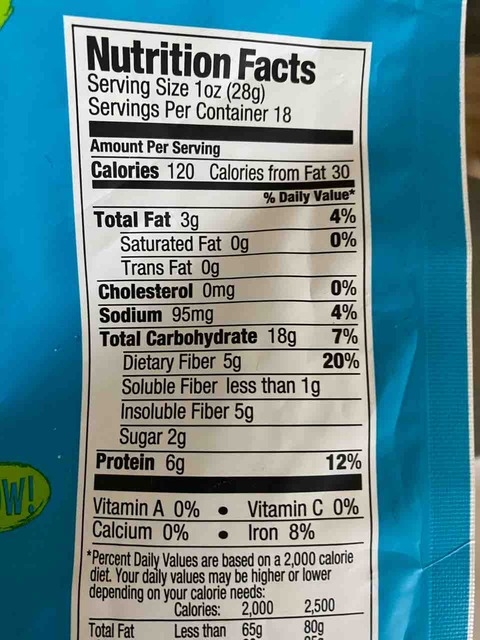 Nutrition Facts
Serving Size 1oz (28g)
Servings Per Container 18
Amount Per Serving
Calories 120 Calories from Fat 30
% Daily Value*
Total Fat 3g 4%
Saturated Fat 0g 0%
Trans Fat 0g
Cholesterol 0mg 0%
Sodium 95mg 4%
Total Carbohydrate 18g 7%
Dietary Fiber 5g 20%
Soluble Fiber less than 1g
Insoluble Fiber 5g
Sugar 2g
Protein 6g 12%
Vitamin A 0% • Vitamin C 0%
Calcium 0% • Iron 8%
*Percent Daily Values are based on a 2,000 calorie
diet. Your daily values may be higher or lower
depending on your calorie needs:
Calories: 2,000 2,500
Total Fat Less than 65g 80g
W!